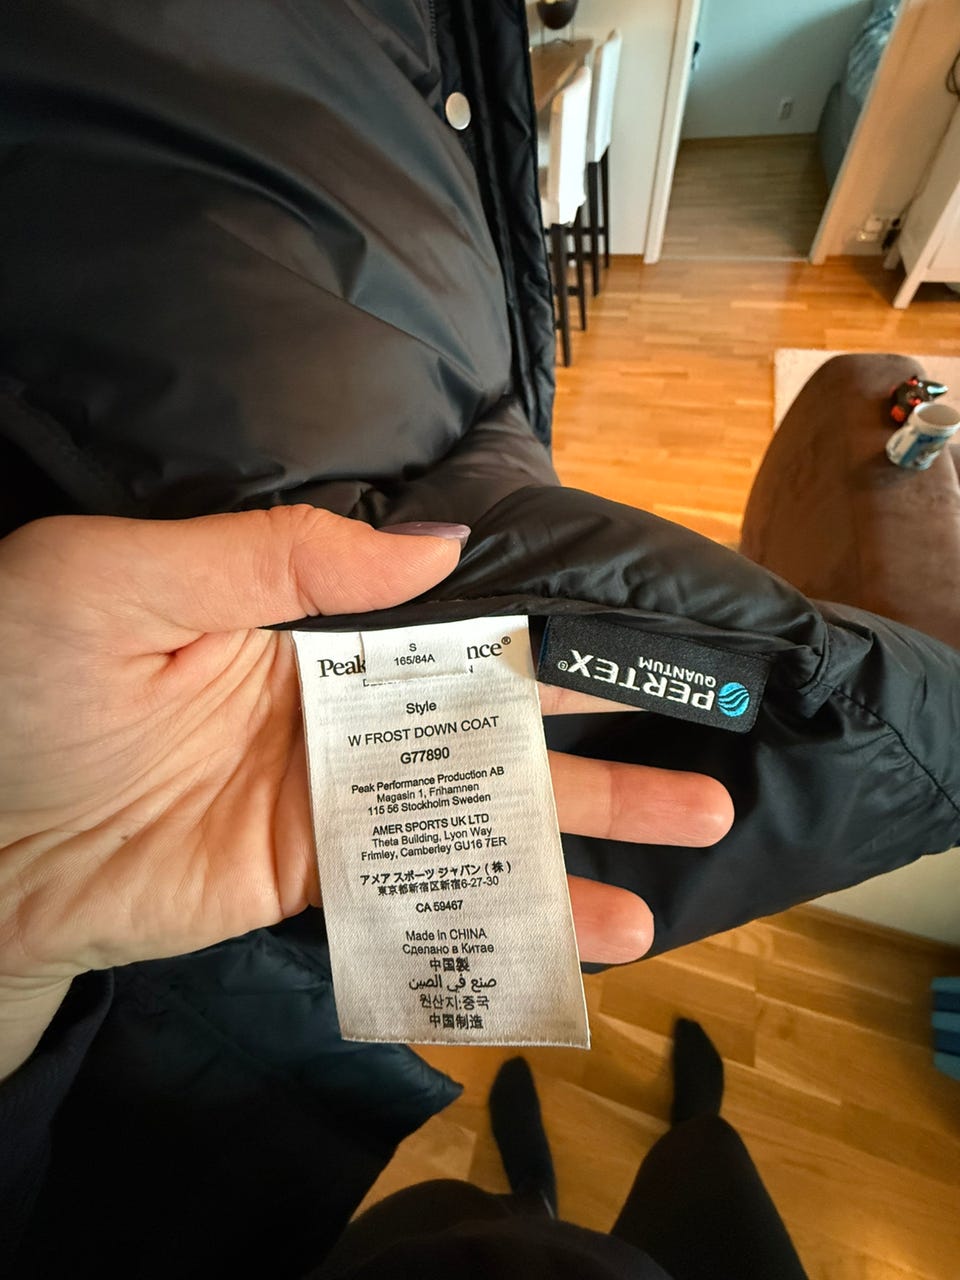 S
165/84A
Peak nce®
Style
W FROST DOWN COAT
G77890
Peak Performance Production AB
Magasin 1, Frihamnen
115 56 Stockholm Sweden
AMER SPORTS UK LTD
Theta Building, Lyon Way
Frimley, Camberley GU16 7ER
アメア スポーツ ジャパン ( 株 )
東京都新宿区新宿6-27-30
CA 59467
Made in CHINA
Сделано в Китае
中国製
صنع في الصين
원산지:중국
中国制造
PERTEX®
QUANTUM